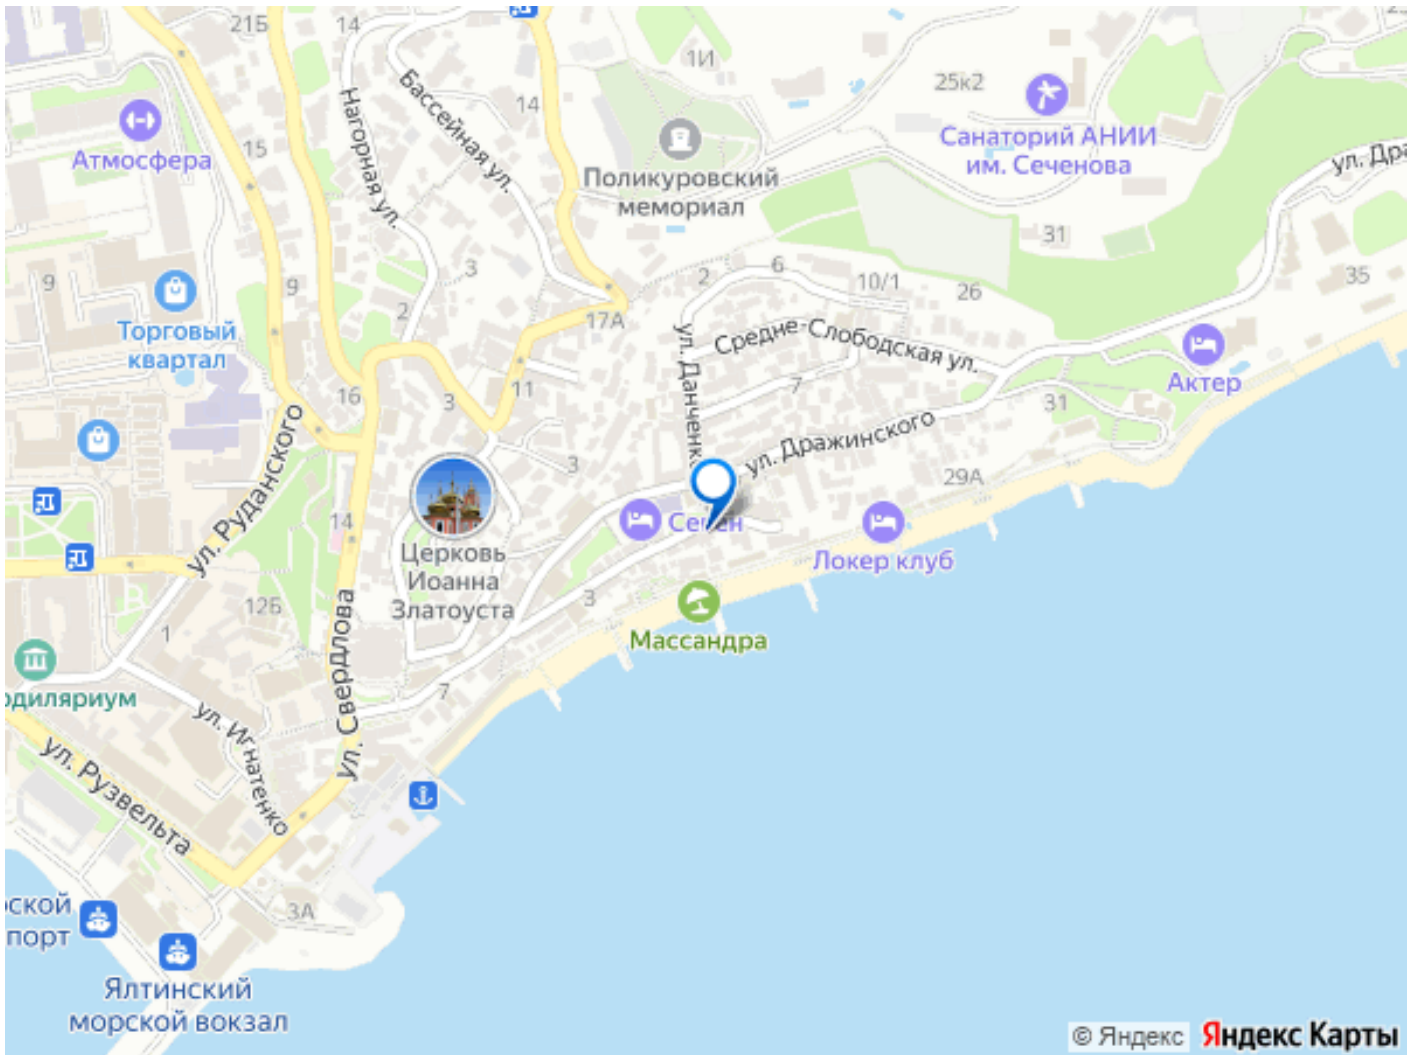 21Б
14
1И
25к2
Бассейная ул.
14
Нагорная ул.
Санаторий АНИИ
им. Сеченова
Атмосфера
15
Поликуровский
мемориал
ул. Дра
31
3
2
6
10/1
26
35
9
9
2
17А
Торговый
квартал
ул. Данченко
Средне-Слободская ул.
Актер
16
3
11
7
31
ул. Руданского
ул. Дражинского
3
29А
14
Сечен
Церковь
Иоанна
Златоуста
Локер клуб
12Б
3
1
ул. Свердлова
Массандра
одиляриум
7
ул. Игнатенко
ул. Рузвельта
ской
порт
3А
Ялтинский
морской вокзал
© Яндекс Яндекс Карты